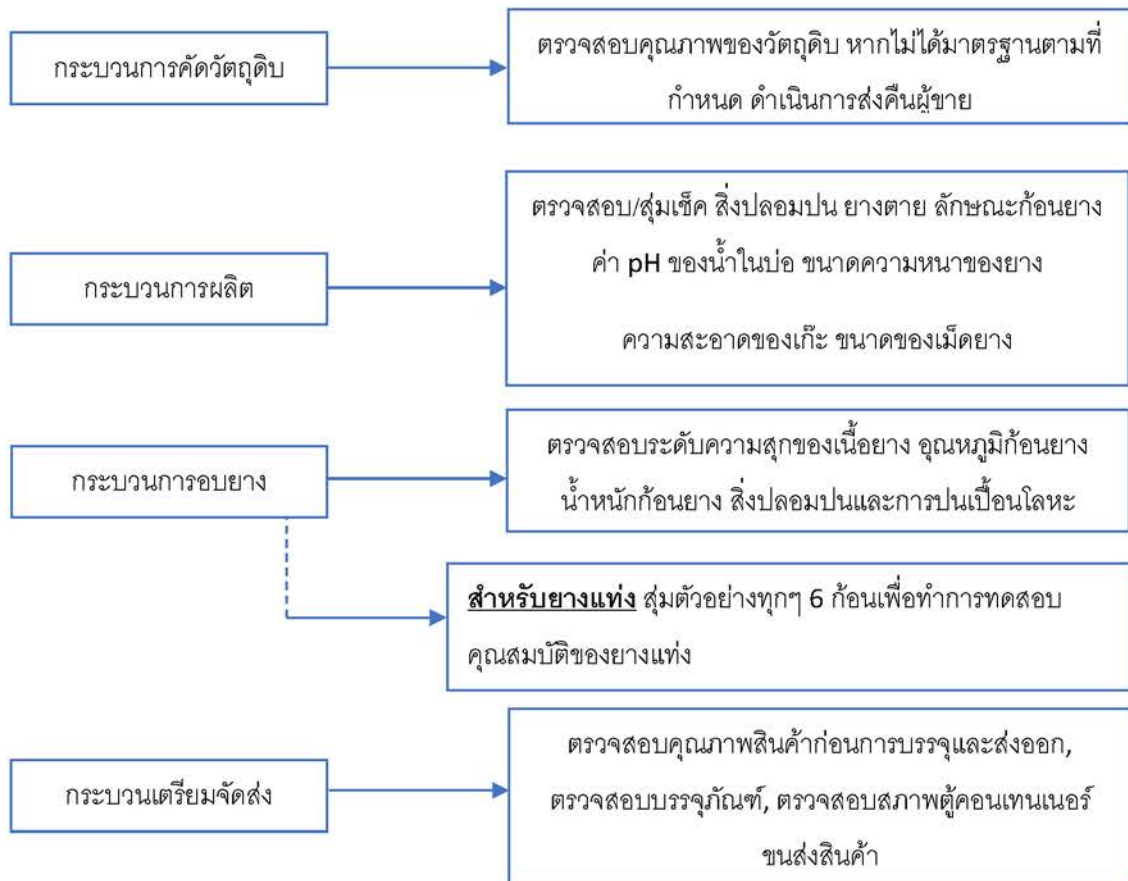 กระบวนการคัดวัตถุดิบ
ตรวจสอบคุณภาพของวัตถุดิบ หากไม่ได้มาตรฐานตามที่
กำหนด ดำเนินการส่งคืนผู้ขาย
กระบวนการผลิต
ตรวจสอบ/สุ่มเช็ค สิ่งปลอมปน ยางตาย ลักษณะก้อนยาง
ค่า pH ของน้ำในบ่อ ขนาดความหนาของยาง
ความสะอาดของเก๊ะ ขนาดของเม็ดยาง
กระบวนการอบยาง
ตรวจสอบระดับความสุกของเนื้อยาง อุณหภูมิก้อนยาง
น้ำหนักก้อนยาง สิ่งปลอมปนและการปนเปื้อนโลหะ
สำหรับยางแท่ง สุ่มตัวอย่างทุกๆ 6 ก้อนเพื่อทำการทดสอบ
คุณสมบัติของยางแท่ง
กระบวนเตรียมจัดส่ง
ตรวจสอบคุณภาพสินค้าก่อนการบรรจุและส่งออก,
ตรวจสอบบรรจุภัณฑ์, ตรวจสอบสภาพตู้คอนเทนเนอร์
ขนส่งสินค้า